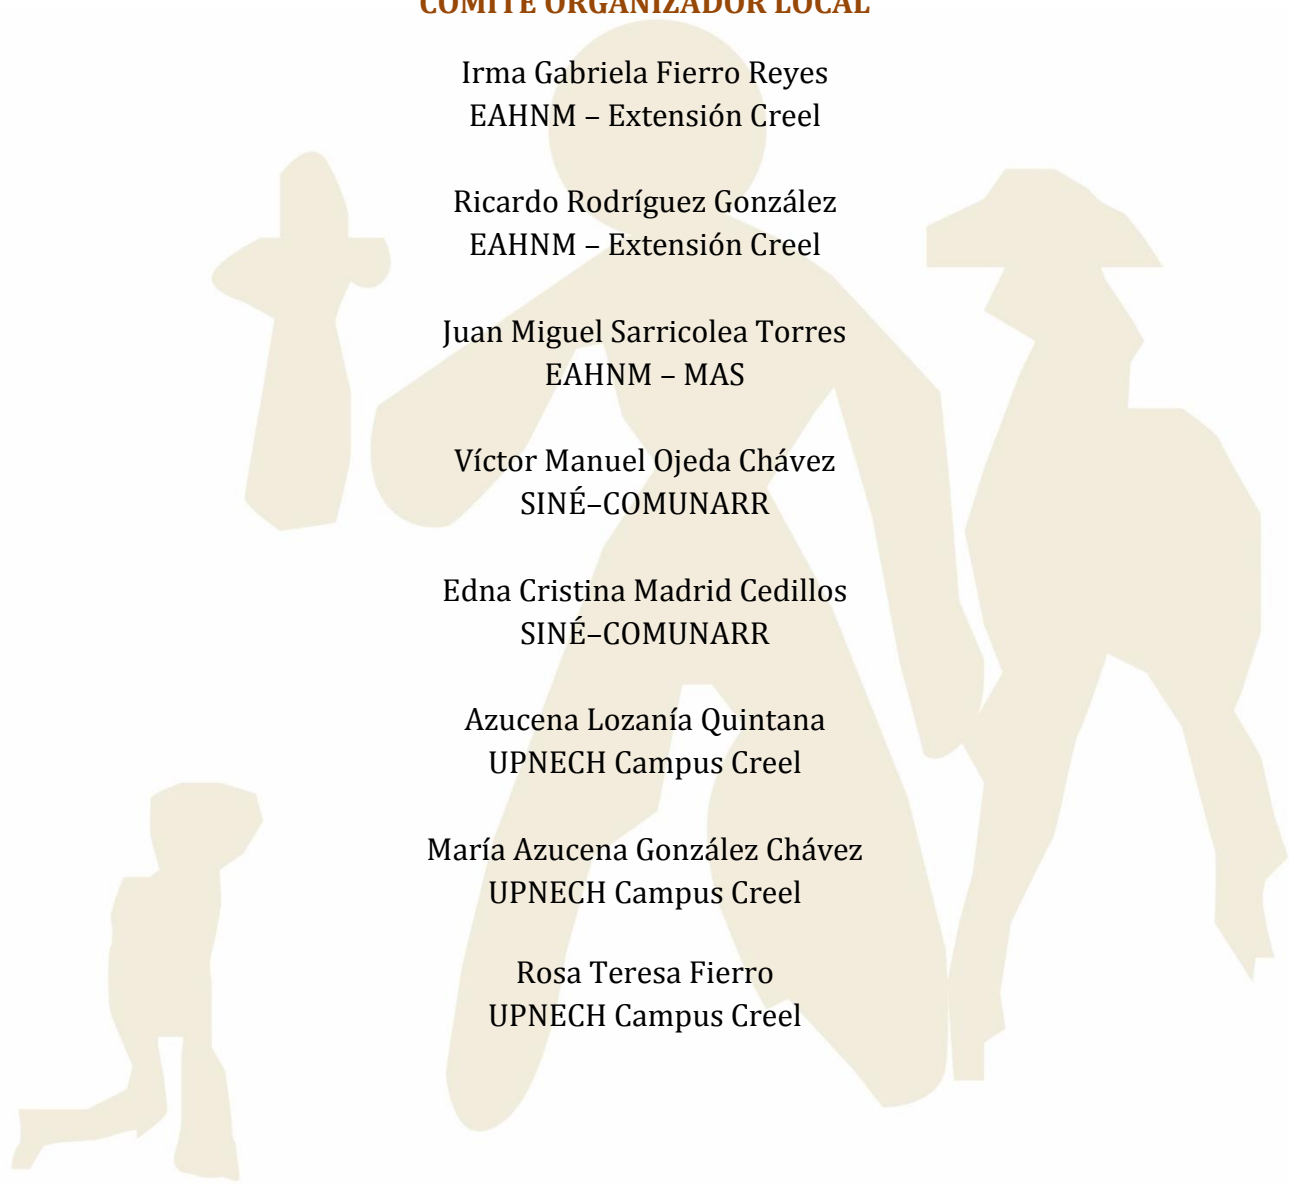 COMITÉ ORGANIZADOR LOCAL
Irma Gabriela Fierro Reyes
EAHNM – Extensión Creel
Ricardo Rodríguez González
EAHNM – Extensión Creel
Juan Miguel Sarricolea Torres
EAHNM – MAS
Víctor Manuel Ojeda Chávez
SINÉ–COMUNARR
Edna Cristina Madrid Cedillos
SINÉ–COMUNARR
Azucena Lozanía Quintana
UPNECH Campus Creel
María Azucena González Chávez
UPNECH Campus Creel
Rosa Teresa Fierro
UPNECH Campus Creel